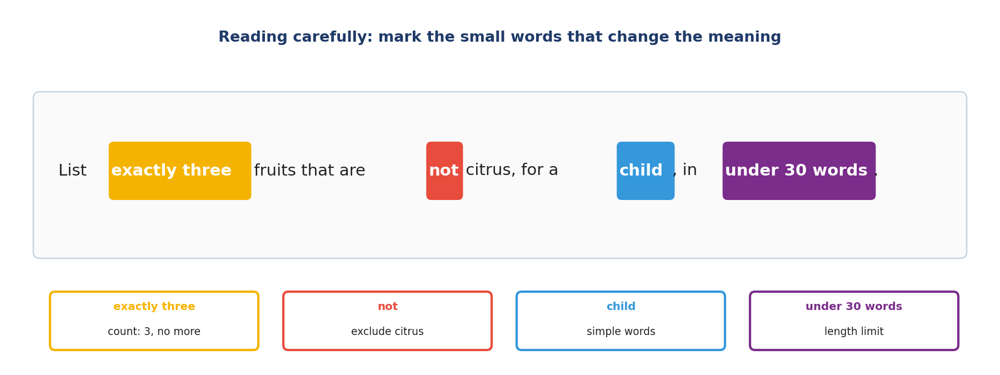 Reading carefully: mark the small words that change the meaning
List exactly three fruits that are not citrus, for a child , in under 30 words .
exactly three
count: 3, no more
not
exclude citrus
child
simple words
under 30 words
length limit